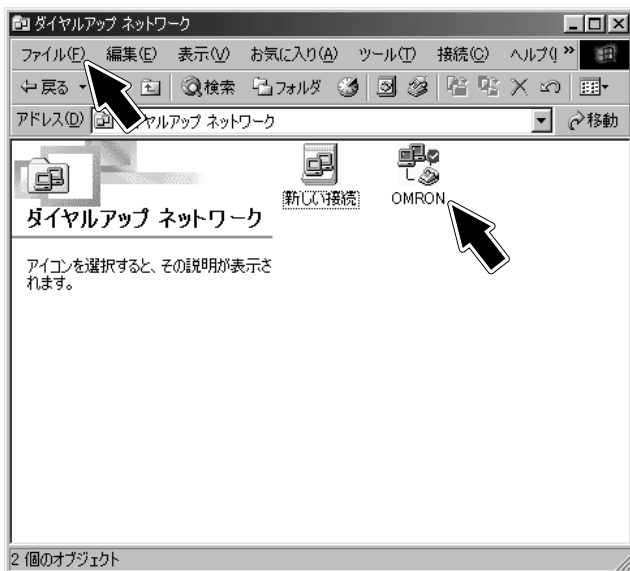 ダイヤルアップ ネットワーク
ファイル(F) 編集(E) 表示(V) お気に入り(A) ツール(T) 接続(C) ヘルプ( »
戻る 検索 フォルダ
アドレス(D) ヤルアップ ネットワーク 移動
新しい接続 OMRON
ダイヤルアップ ネットワーク
アイコンを選択すると、その説明が表示さ
れます。
2 個のオブジェクト